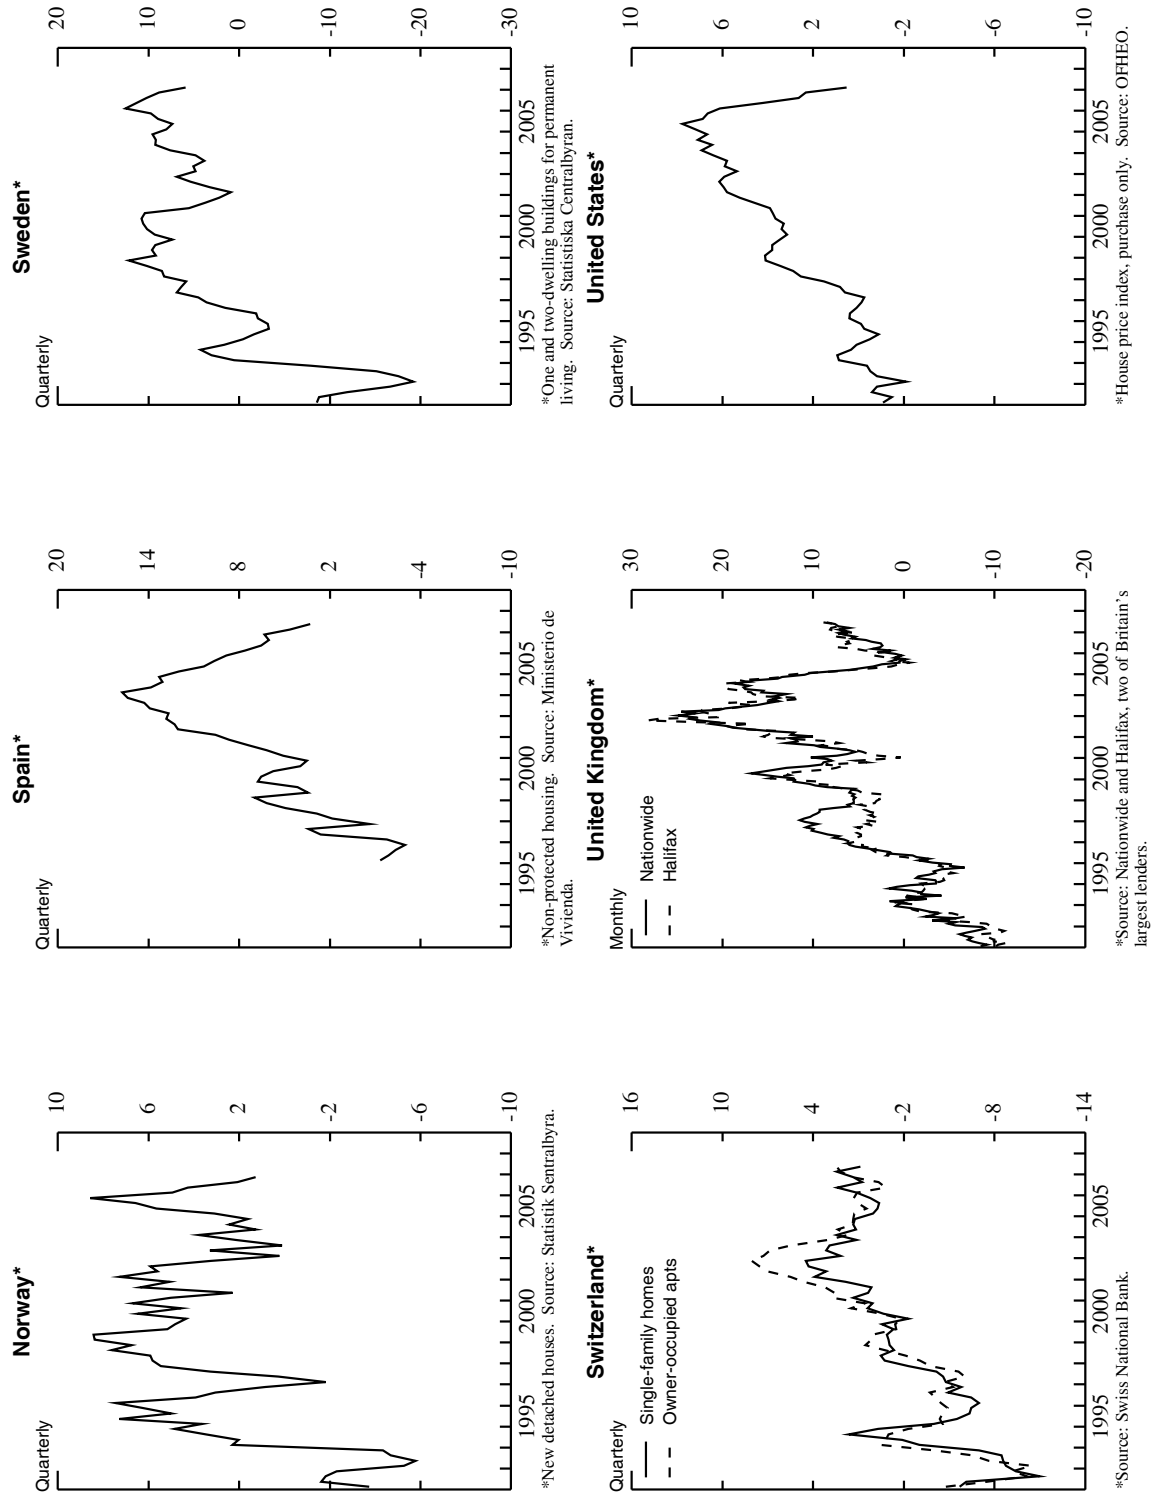 Norway*
Quarterly
10
6
2
-2
-6
-10
1995
2000
2005
*New detached houses. Source: Statistik Sentralbyra.
Spain*
Quarterly
20
14
8
2
-4
-10
1995
2000
2005
*Non-protected housing. Source: Ministerio de
Vivienda.
Sweden*
Quarterly
20
10
0
-10
-20
-30
1995
2000
2005
*One and two-dwelling buildings for permanent
living. Source: Statistiska Centralbyran.
Switzerland*
Quarterly
Single-family homes
Owner-occupied apts
16
10
4
-2
-8
-14
1995
2000
2005
*Source: Swiss National Bank.
United Kingdom*
Monthly
Nationwide
Halifax
30
20
10
0
-10
-20
1995
2000
2005
*Source: Nationwide and Halifax, two of Britain's
largest lenders.
United States*
Quarterly
10
6
2
-2
-6
-10
1995
2000
2005
*House price index, purchase only. Source: OFHEO.